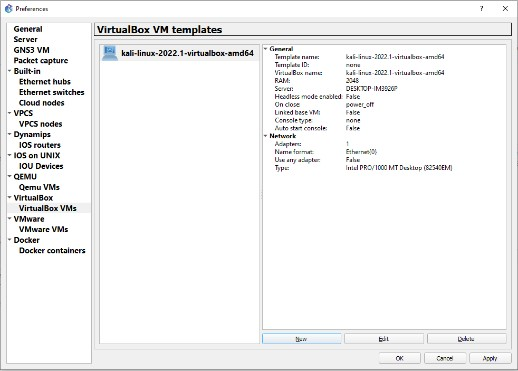 Preferences
General
Server
GNS3 VM
Packet capture
Built-in
Ethernet hubs
Ethernet switches
Cloud nodes
VPCS
VPCS nodes
Dynamips
IOS routers
IOS on UNIX
IOU Devices
QEMU
Qemu VMs
VirtualBox
VirtualBox VMs
VMware
VMware VMs
Docker
Docker containers
VirtualBox VM templates
kali-linux-2022.1-virtualbox-amd64
General
Template name: kali-linux-2022.1-virtualbox-amd64
Template ID: none
VirtualBox name: kali-linux-2022.1-virtualbox-amd64
RAM: 2048
Server: DESKTOP-IM3926P
Headless mode enabled: False
On close: power_off
Linked base VM: False
Console type: none
Auto start console: False
Network
Adapters: 1
Name format: Ethernet{0}
Use any adapter: False
Type: Intel PRO/1000 MT Desktop (82540EM)
New Edit Delete
OK Cancel Apply